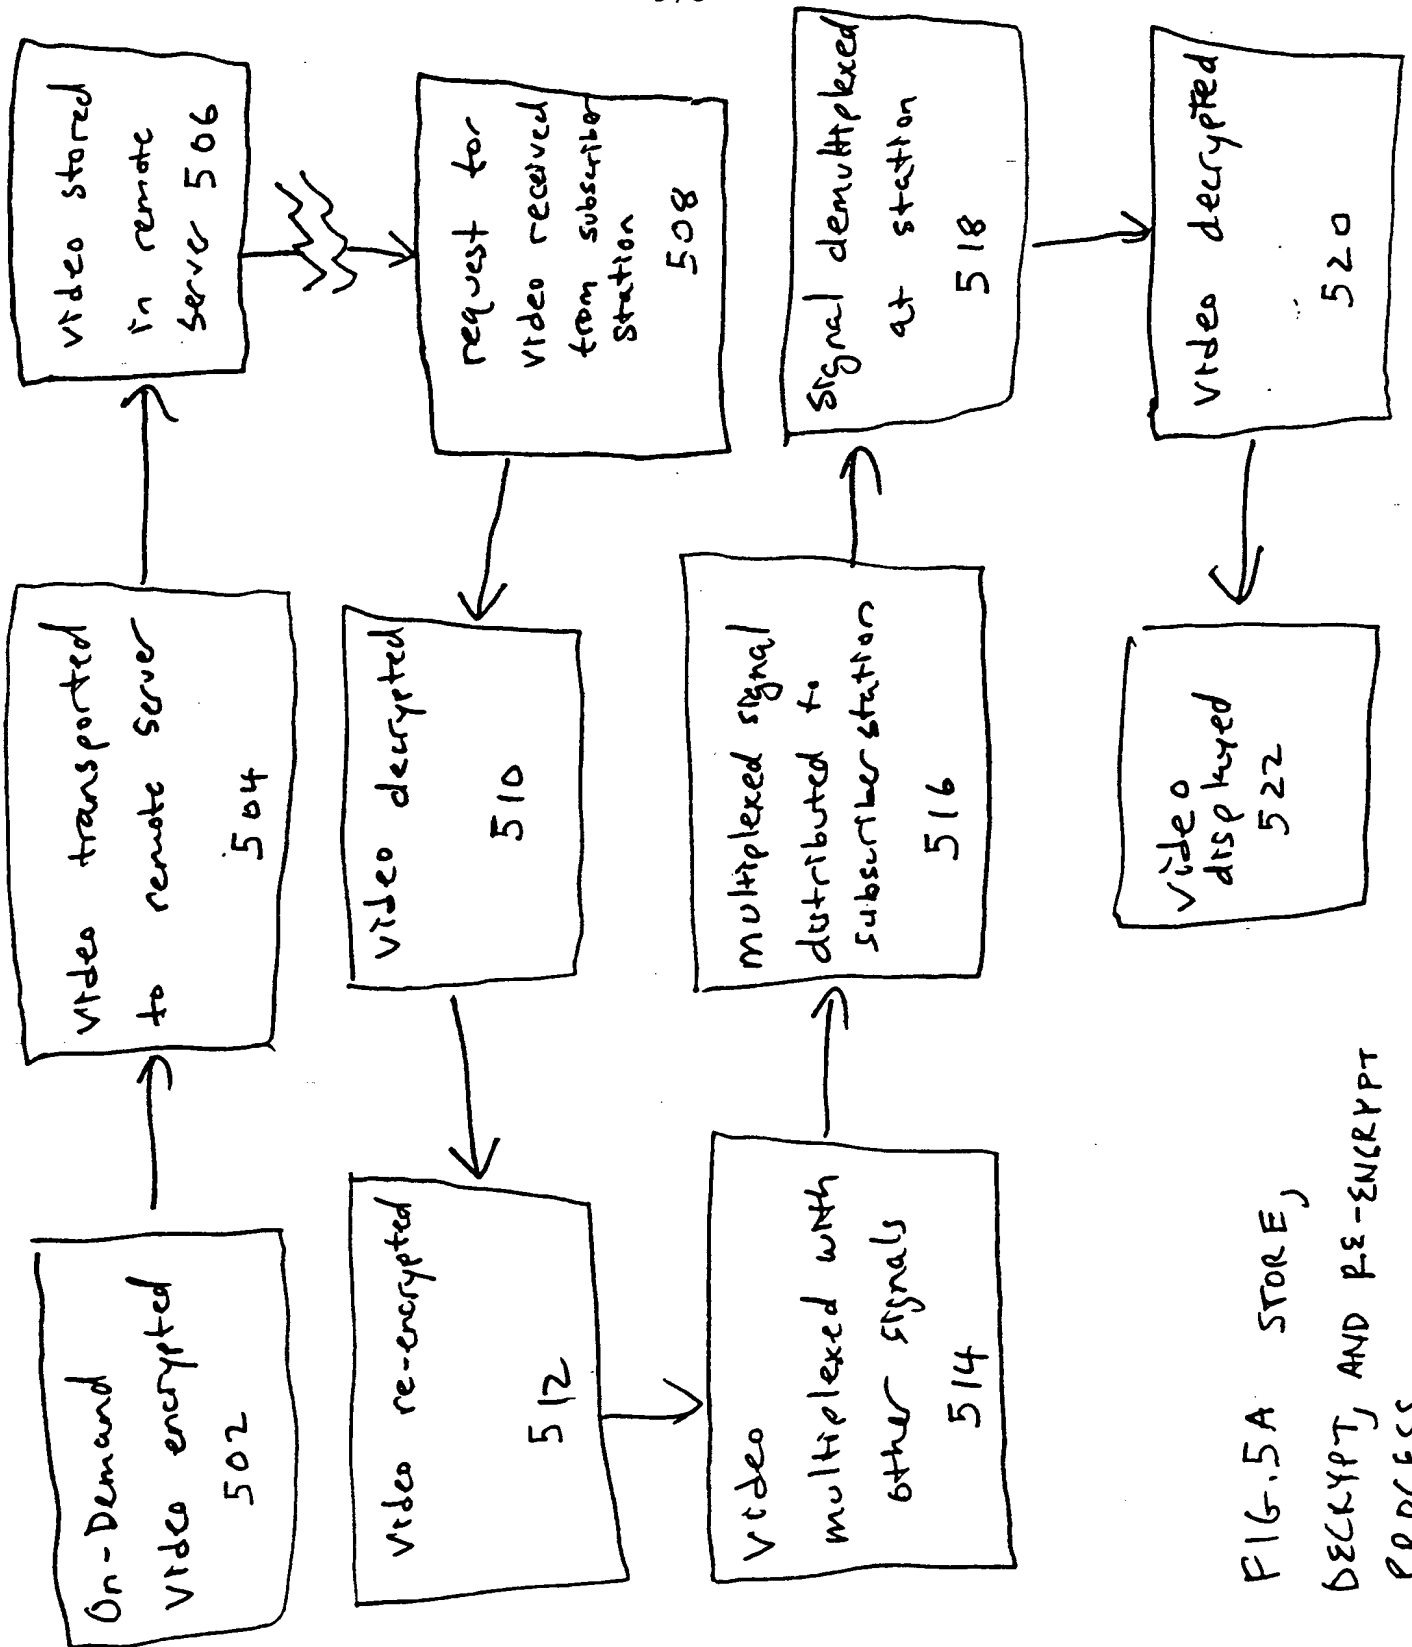 On-Demand
video encrypted
502
video transported
to remote server
504
video stored
in remote
server 506
request for
video received
from subscriber
station
508
video decrypted
510
video re-encrypted
512
video
multiplexed with
other signals
514
multiplexed signal
distributed to
subscriber station
516
signal demultiplexed
at station
518
video decrypted
520
video
displayed
522
FIG. 5A STORE,
DECRYPT, AND RE-ENCRYPT
PROCESS